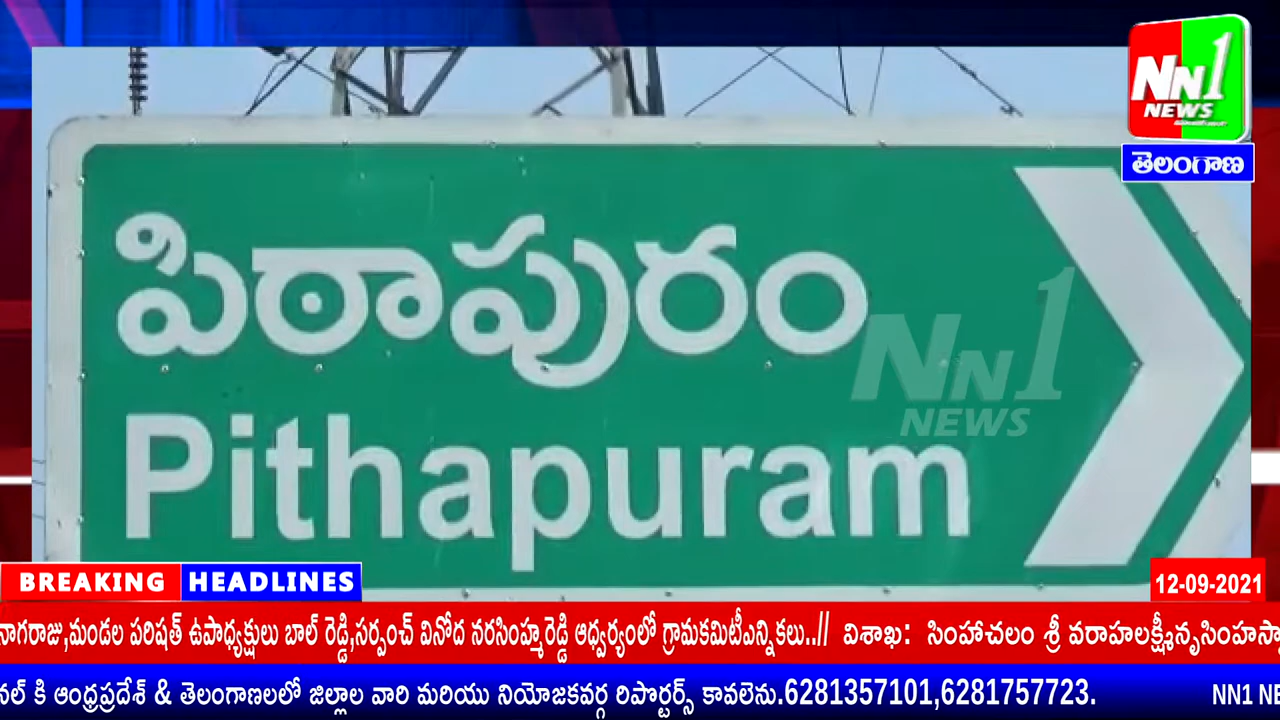 NN1
NEWS
తెలంగాణ
పిఠాపురం
NN1
NEWS
Pithapuram
BREAKING HEADLINES
12-09-2021
నాగరాజు,మండల పరిషత్ ఉపాధ్యక్షులు బాల్ రెడ్డి,సర్పంచ్ వినోద నరసింహ్మరెడ్డి ఆధ్వర్యంలో గ్రామకమిటీఎన్నికలు..// విశాఖ: సింహాచలం శ్రీ వరాహలక్ష్మీనృసింహస్వా
నల్ కి ఆంధ్రప్రదేశ్ & తెలంగాణలలో జిల్లాల వారి మరియు నియోజకవర్గ రిపొర్టర్స్ కావలెను.6281357101,6281757723. NN1 NE